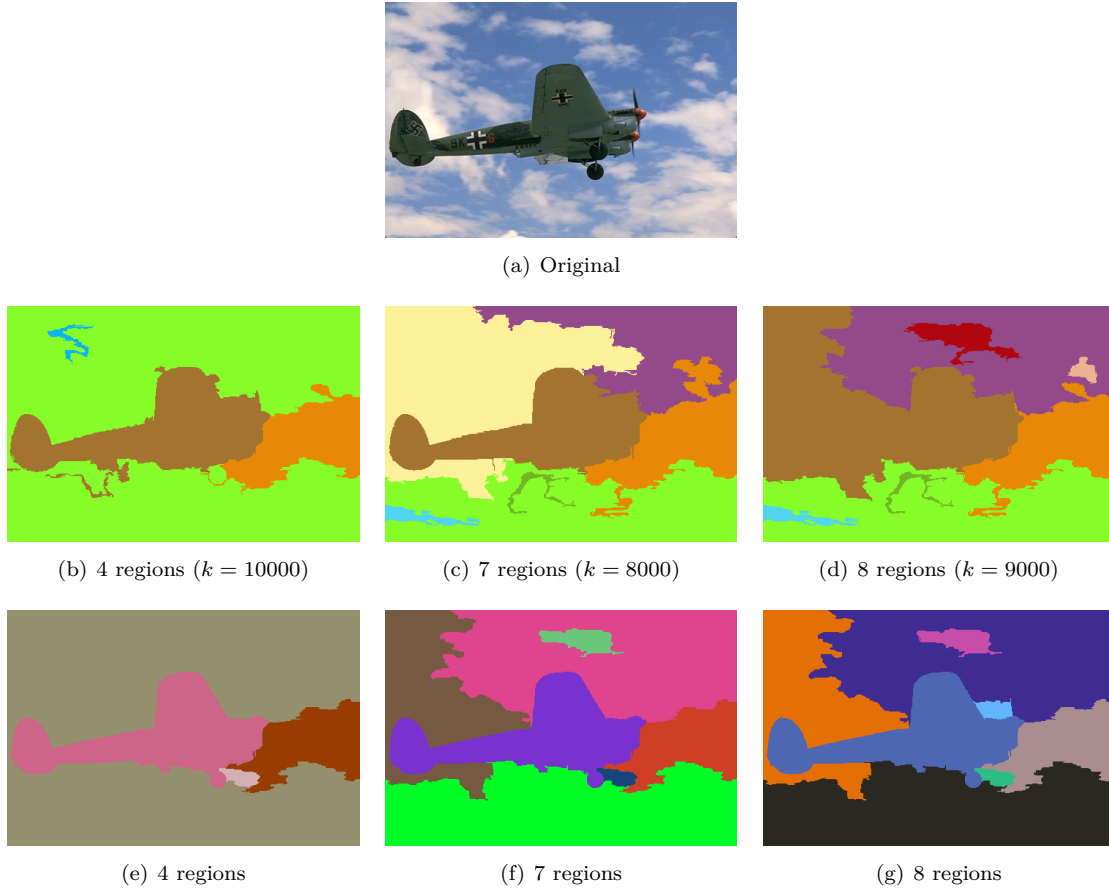 (a) Original
(b) 4 regions (k = 10000)
(c) 7 regions (k = 8000)
(d) 8 regions (k = 9000)
(e) 4 regions
(f) 7 regions
(g) 8 regions